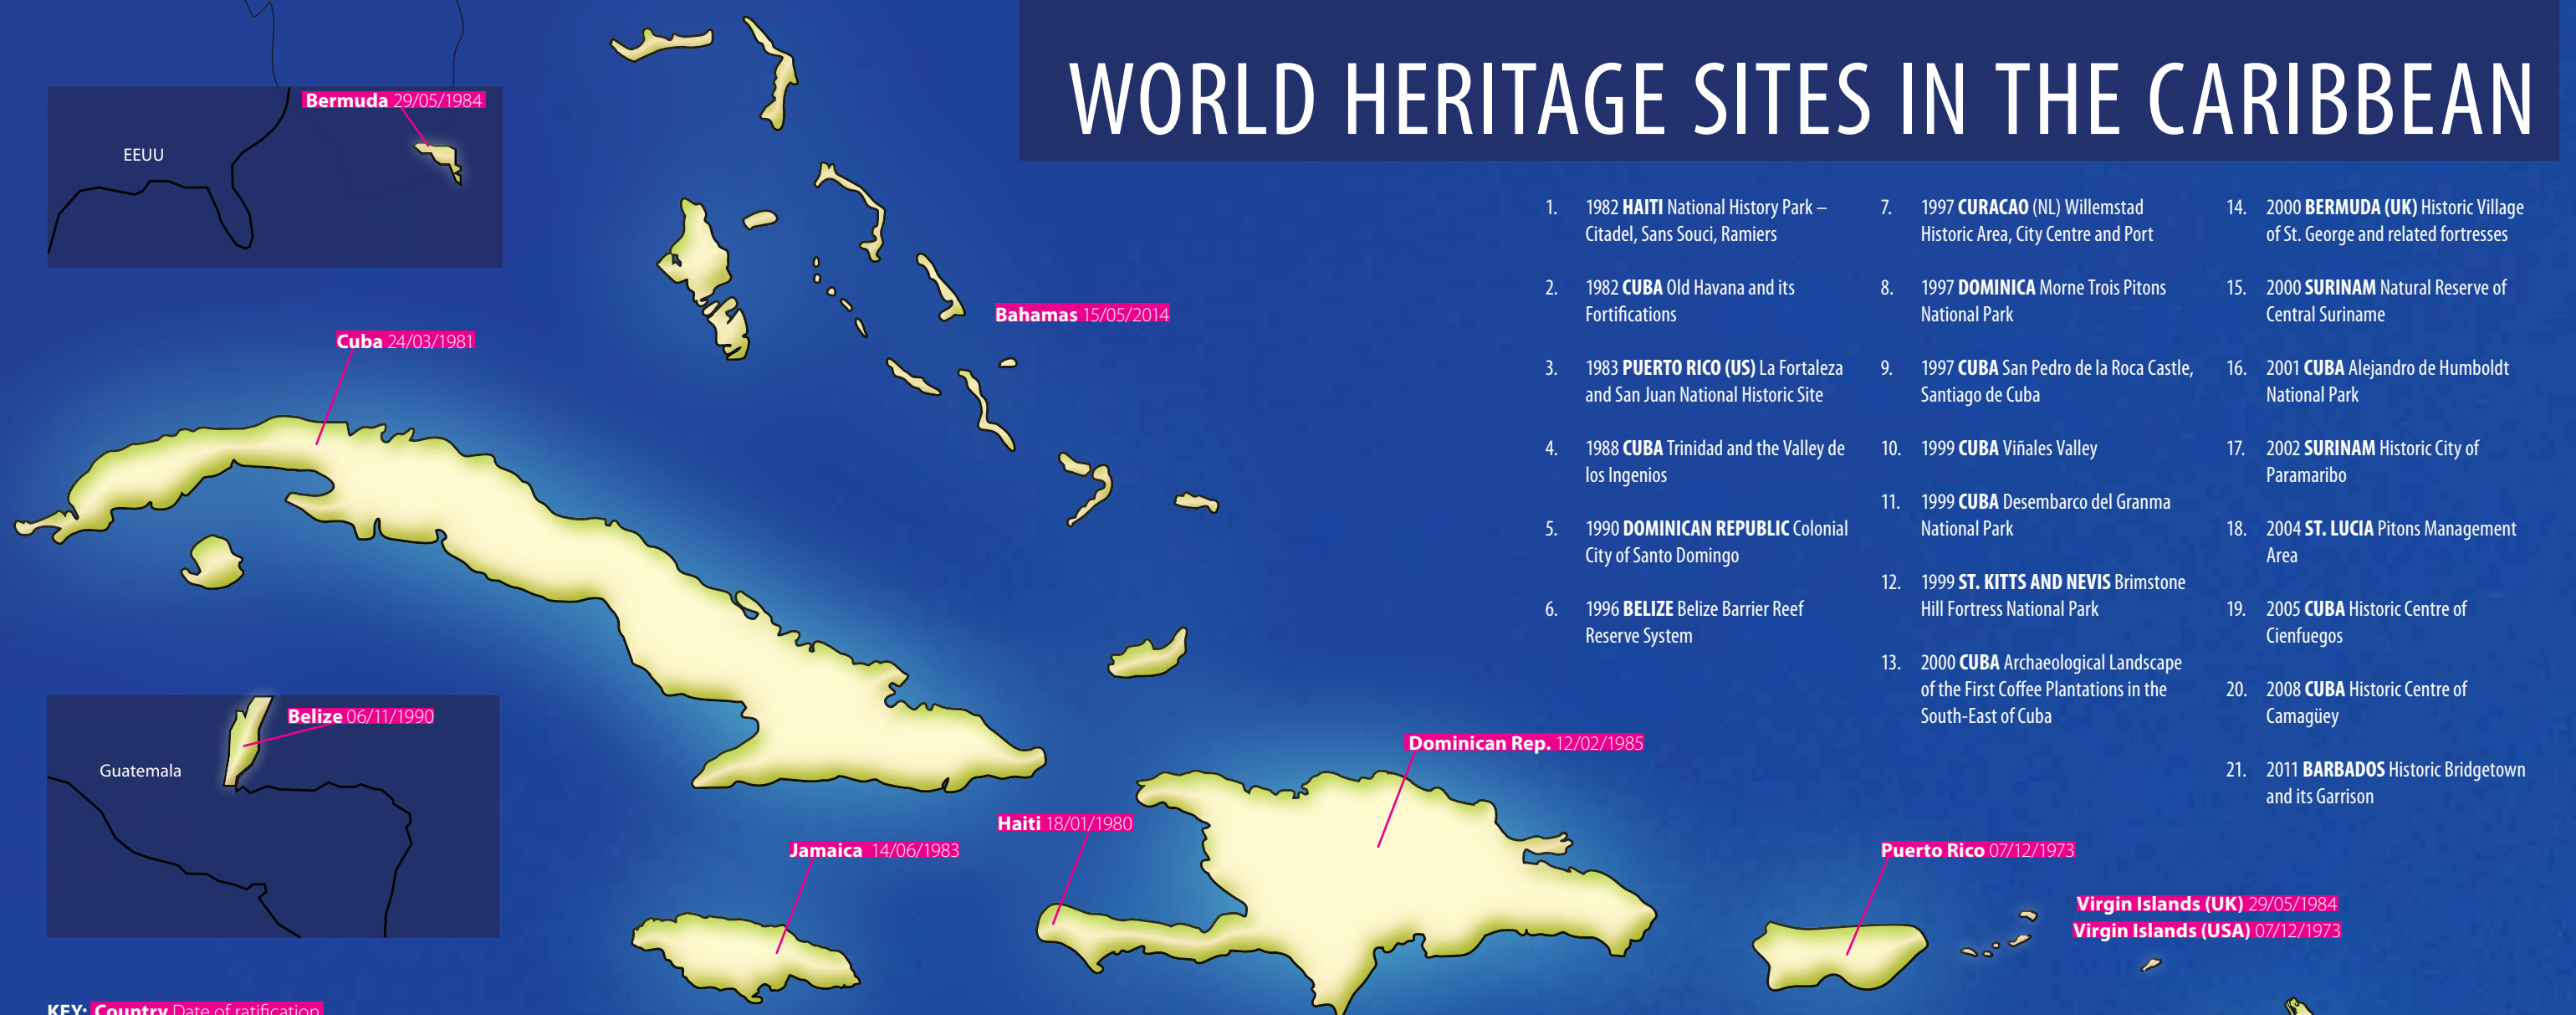 WORLD HERITAGE SITES IN THE CARIBBEAN
Bermuda 29/05/1984
EEUU
Bahamas 15/05/2014
Cuba 24/03/1981
1. 1982 HAITI National History Park –
Citadel, Sans Souci, Ramiers
2. 1982 CUBA Old Havana and its
Fortifications
3. 1983 PUERTO RICO (US) La Fortaleza
and San Juan National Historic Site
4. 1988 CUBA Trinidad and the Valley de
los Ingenios
5. 1990 DOMINICAN REPUBLIC Colonial
City of Santo Domingo
6. 1996 BELIZE Belize Barrier Reef
Reserve System
7. 1997 CURACAO (NL) Willemstad
Historic Area, City Centre and Port
8. 1997 DOMINICA Morne Trois Pitons
National Park
9. 1997 CUBA San Pedro de la Roca Castle,
Santiago de Cuba
10. 1999 CUBA Viñales Valley
11. 1999 CUBA Desembarco del Granma
National Park
12. 1999 ST. KITTS AND NEVIS Brimstone
Hill Fortress National Park
13. 2000 CUBA Archaeological Landscape
of the First Coffee Plantations in the
South-East of Cuba
14. 2000 BERMUDA (UK) Historic Village
of St. George and related fortresses
15. 2000 SURINAM Natural Reserve of
Central Suriname
16. 2001 CUBA Alejandro de Humboldt
National Park
17. 2002 SURINAM Historic City of
Paramaribo
18. 2004 ST. LUCIA Pitons Management
Area
19. 2005 CUBA Historic Centre of
Cienfuegos
20. 2008 CUBA Historic Centre of
Camagüey
21. 2011 BARBADOS Historic Bridgetown
and its Garrison
Belize 06/11/1990
Guatemala
Dominican Rep. 12/02/1985
Haiti 18/01/1980
Jamaica 14/06/1983
Puerto Rico 07/12/1973
Virgin Islands (UK) 29/05/1984
Virgin Islands (USA) 07/12/1973
KEY: Country Date of ratification